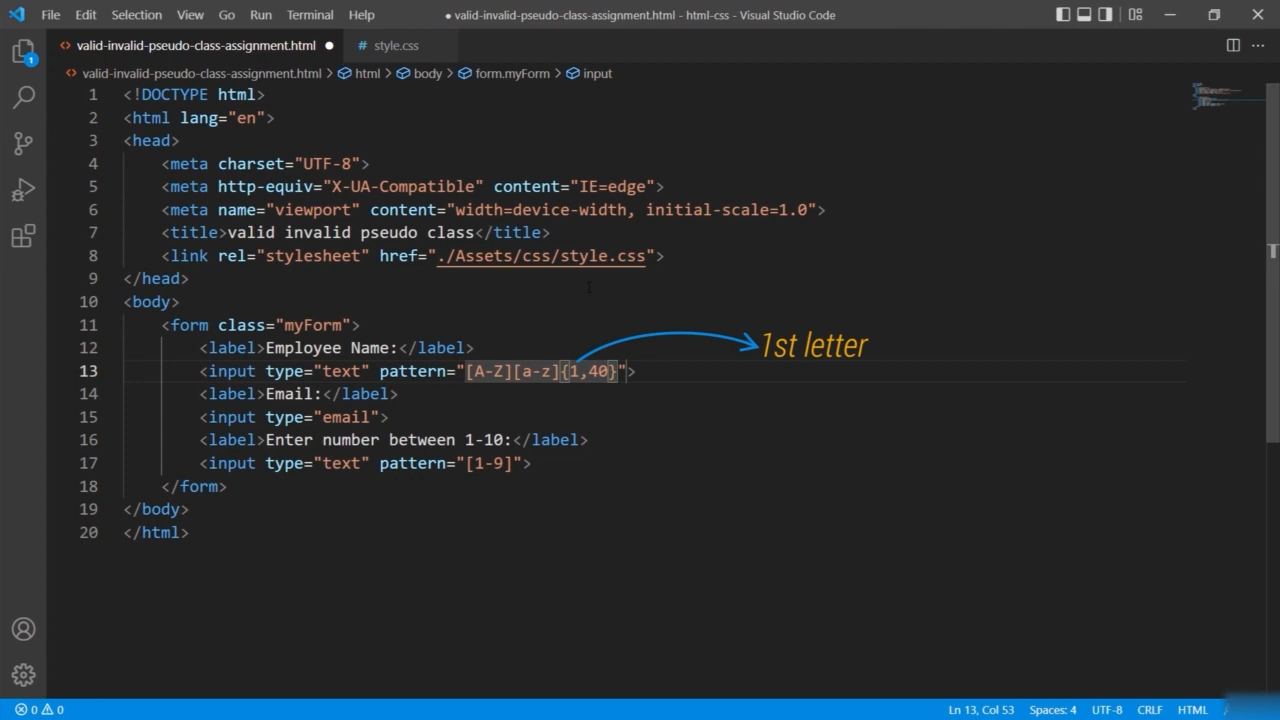 File Edit Selection View Go Run Terminal Help ● valid-invalid-pseudo-class-assignment.html - html-css - Visual Studio Code
<> valid-invalid-pseudo-class-assignment.html ● # style.css
<> valid-invalid-pseudo-class-assignment.html > html > body > form.myForm > input
1 <!DOCTYPE html>
2 <html lang="en">
3 <head>
4 <meta charset="UTF-8">
5 <meta http-equiv="X-UA-Compatible" content="IE=edge">
6 <meta name="viewport" content="width=device-width, initial-scale=1.0">
7 <title>valid invalid pseudo class</title>
8 <link rel="stylesheet" href="./Assets/css/style.css">
9 </head>
10 <body>
11 <form class="myForm">
12 <label>Employee Name:</label>
1st letter
13 <input type="text" pattern="[A-Z][a-z]{1,40}">
14 <label>Email:</label>
15 <input type="email">
16 <label>Enter number between 1-10:</label>
17 <input type="text" pattern="[1-9]">
18 </form>
19 </body>
20 </html>
1
0 0 Ln 13, Col 53 Spaces: 4 UTF-8 CRLF HTML